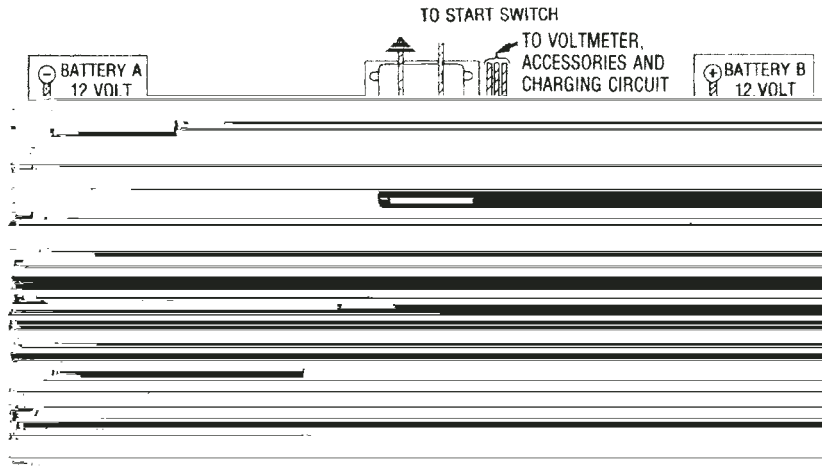 TO START SWITCH
TO VOLTMETER,
ACCESSORIES AND
CHARGING CIRCUIT
BATTERY A
12 VOLT
BATTERY B
12 VOLT